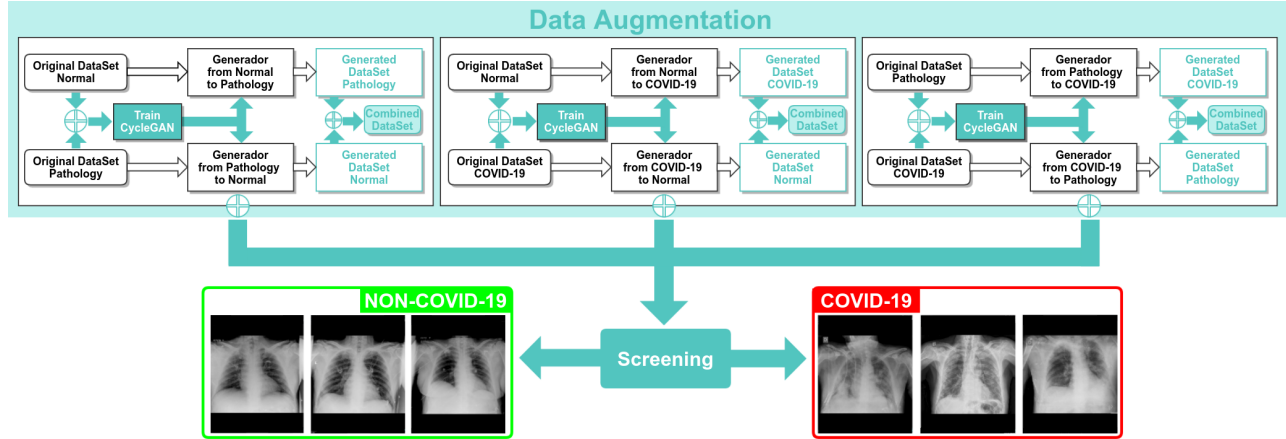 Data Augmentation
Original DataSet
Normal
Generador
from Normal
to Pathology
Generated
DataSet
Pathology
Train
CycleGAN
Combined
DataSet
Original DataSet
Pathology
Generador
from Pathology
to Normal
Generated
DataSet
Normal
Original DataSet
Normal
Generador
from Normal
to COVID-19
Generated
DataSet
COVID-19
Train
CycleGAN
Combined
DataSet
Original DataSet
COVID-19
Generador
from COVID-19
to Normal
Generated
DataSet
Normal
Original DataSet
Pathology
Generador
from Pathology
to COVID-19
Generated
DataSet
COVID-19
Train
CycleGAN
Combined
DataSet
Original DataSet
COVID-19
Generador
from COVID-19
to Pathology
Generated
DataSet
Pathology
NON-COVID-19
Screening
COVID-19